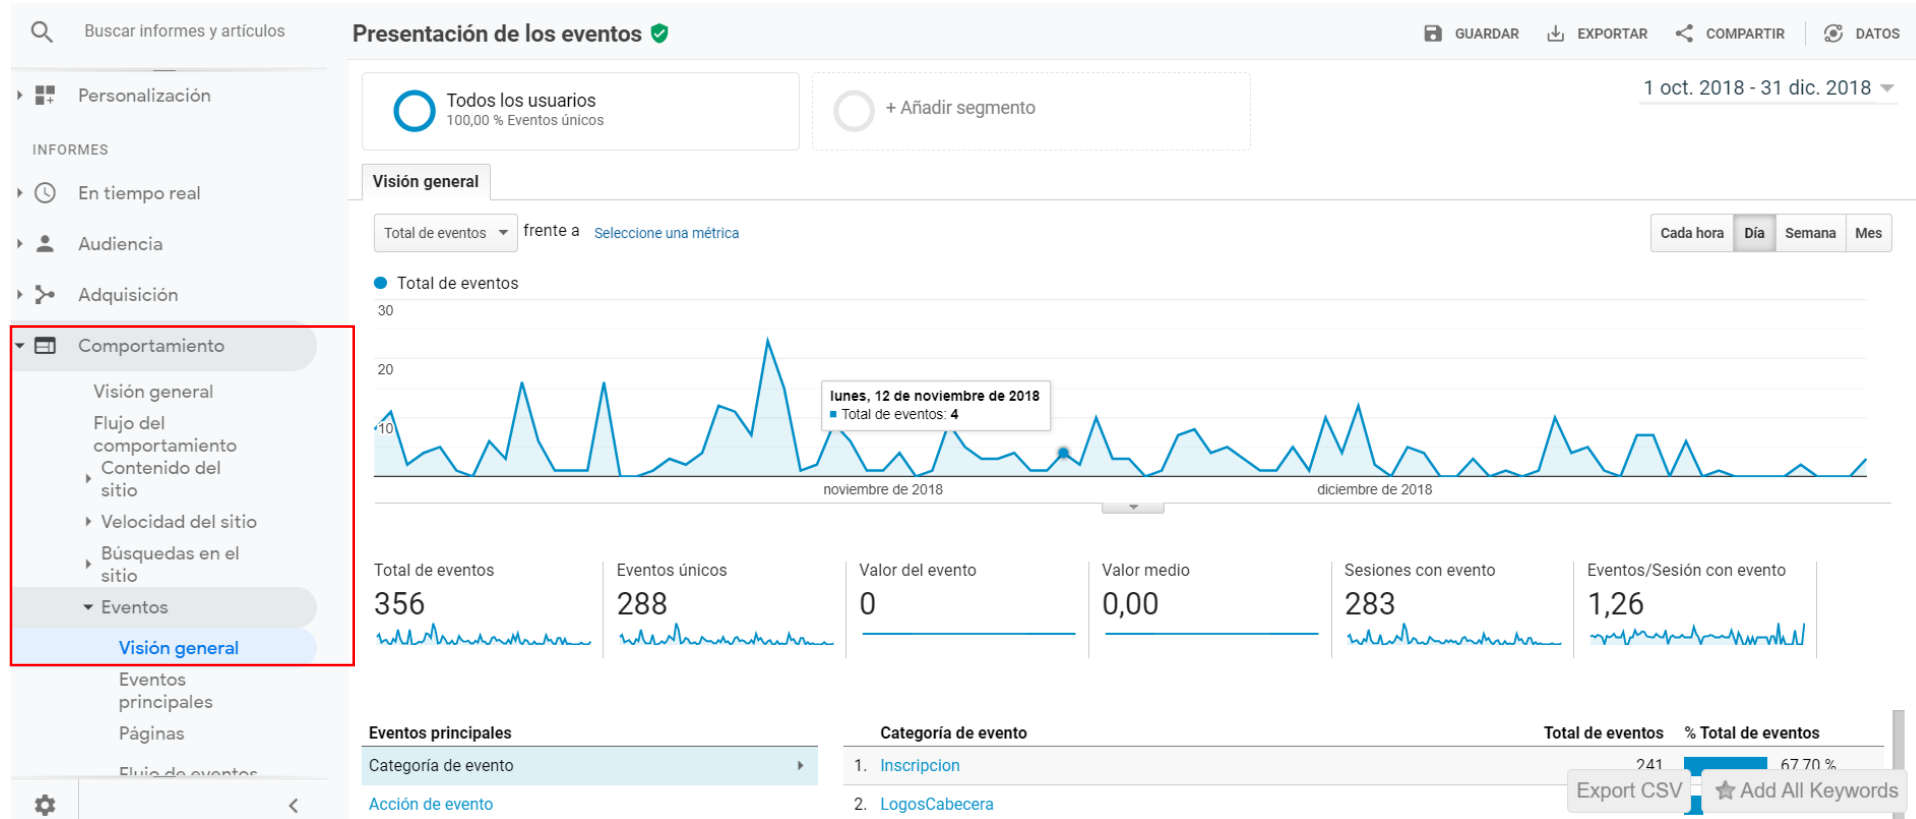 Buscar informes y artículos
Presentación de los eventos
GUARDAR
EXPORTAR
COMPARTIR
DATOS
Personalización
INFORMES
En tiempo real
Audiencia
Adquisición
Comportamiento
Visión general
Flujo del
comportamiento
Contenido del
sitio
Velocidad del sitio
Búsquedas en el
sitio
Eventos
Visión general
Eventos
principales
Páginas
Flujo de eventos
Todos los usuarios
100,00 % Eventos únicos
+ Añadir segmento
1 oct. 2018 - 31 dic. 2018
Visión general
Total de eventos
frente a
Seleccione una métrica
Cada hora
Día
Semana
Mes
Total de eventos
30
20
10
lunes, 12 de noviembre de 2018
Total de eventos: 4
noviembre de 2018
diciembre de 2018
Total de eventos
356
Eventos únicos
288
Valor del evento
0
Valor medio
0,00
Sesiones con evento
283
Eventos/Sesión con evento
1,26
Eventos principales
Categoría de evento
Acción de evento
Categoría de evento
Total de eventos
% Total de eventos
1. Inscripcion
241
67,70 %
2. LogosCabecera
Export CSV
Add All Keywords